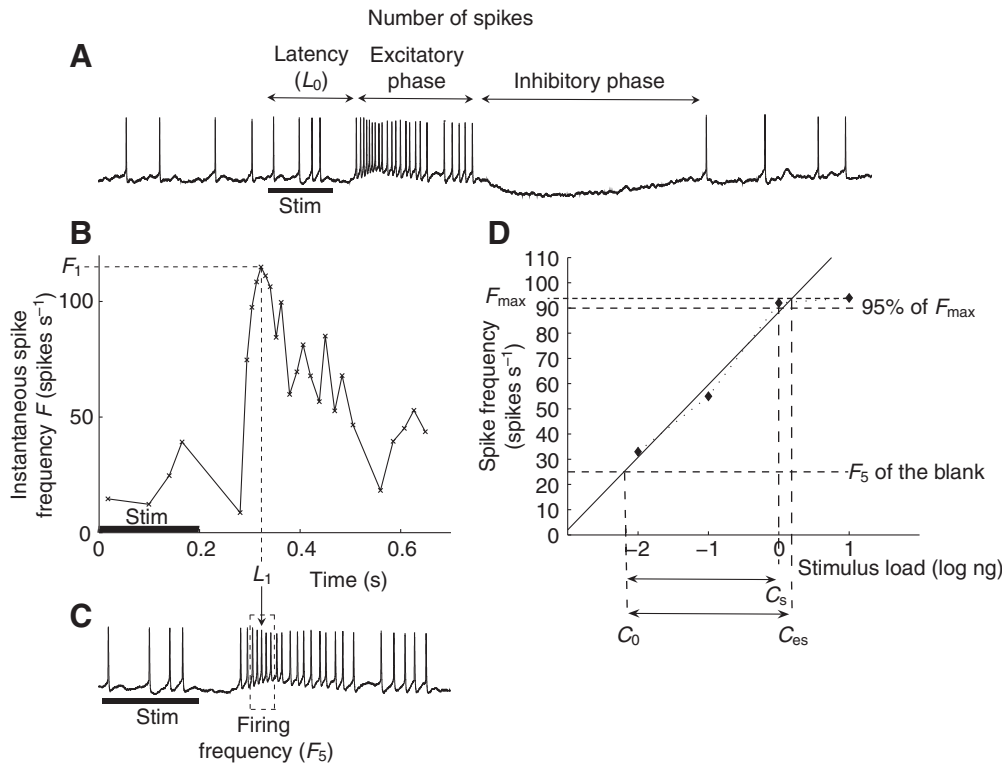 Number of spikes
A
Latency
(L0)
Excitatory
phase
Inhibitory phase
Stim
B
F1
100
50
0
Instantaneous spike
frequency F (spikes s−1)
Stim
0
0.2
0.4
0.6
L1
Time (s)
C
Stim
Firing
frequency (F5)
D
110
100
90
80
70
60
50
40
30
20
10
0
Fmax
Spike frequency
(spikes s−1)
95% of Fmax
F5 of the blank
−2
−1
0
1
Stimulus load (log ng)
Cs
C0
Ces